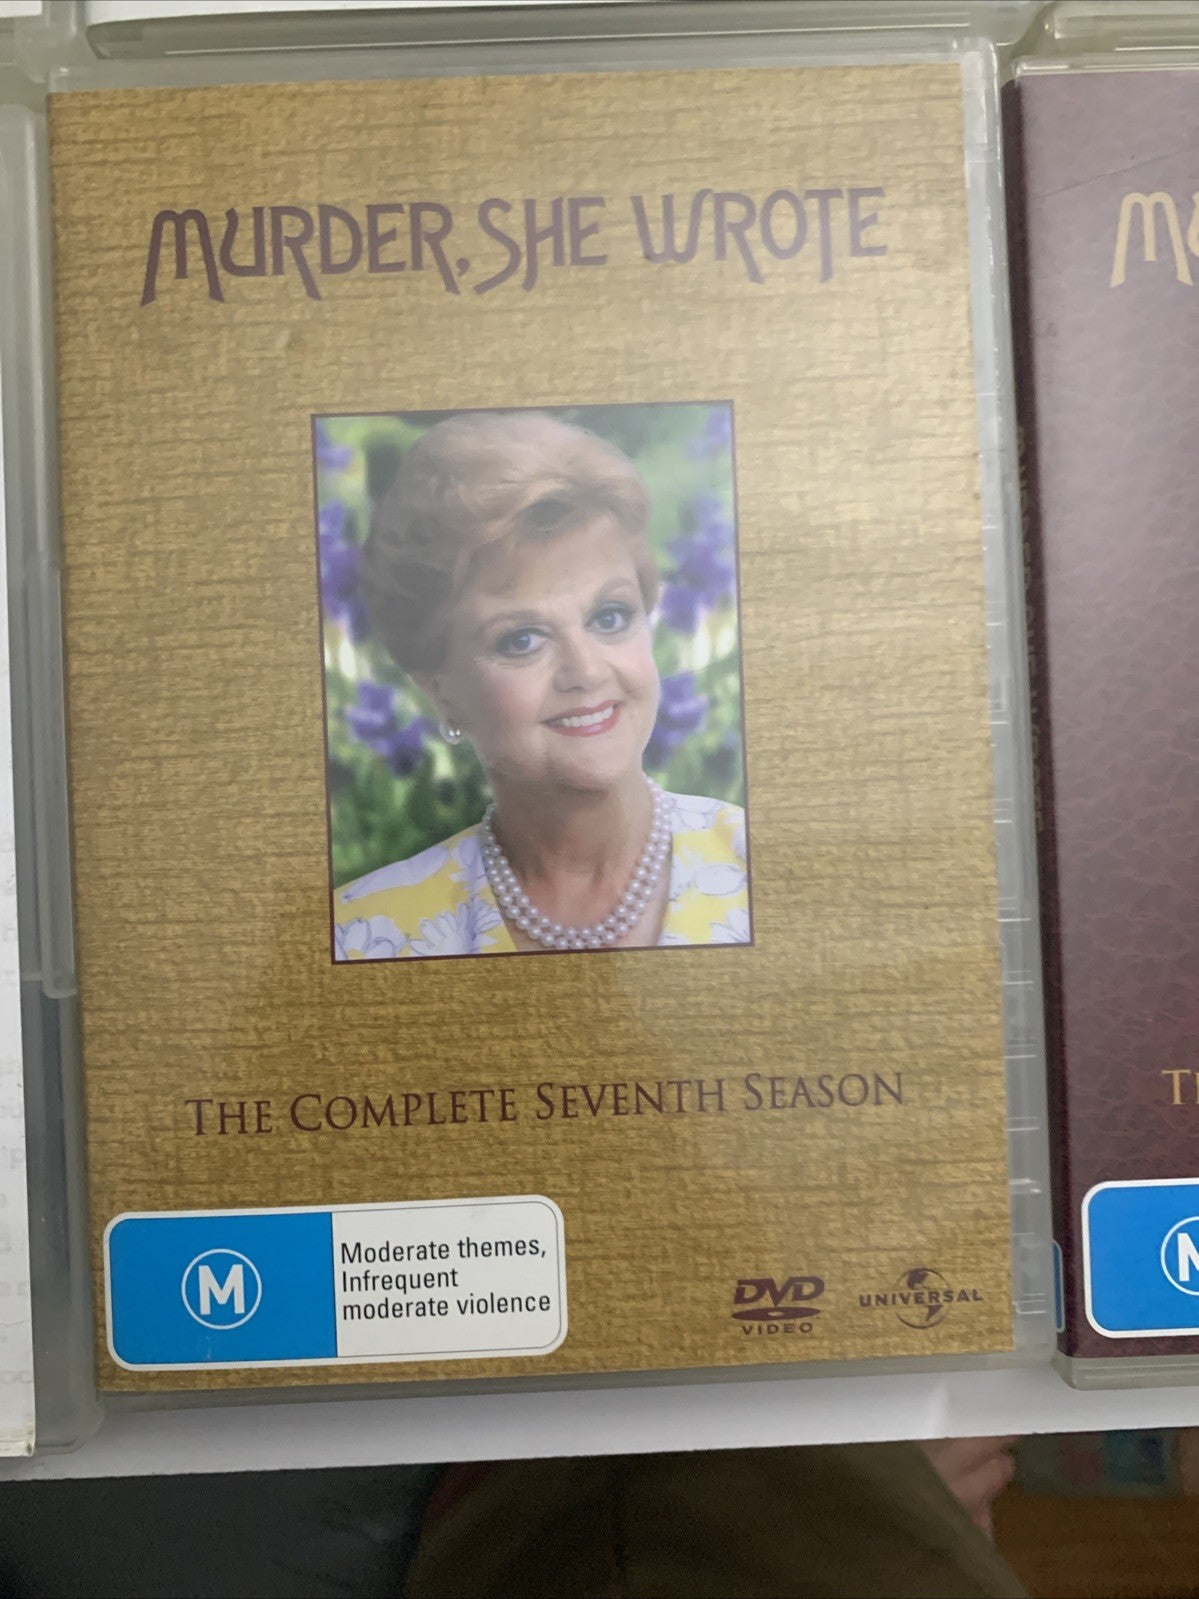 MURDER, SHE WROTE
THE COMPLETE SEVENTH SEASON
M
Moderate themes,
Infrequent
moderate violence
DVD
VIDEO
UNIVERSAL
M
T
M